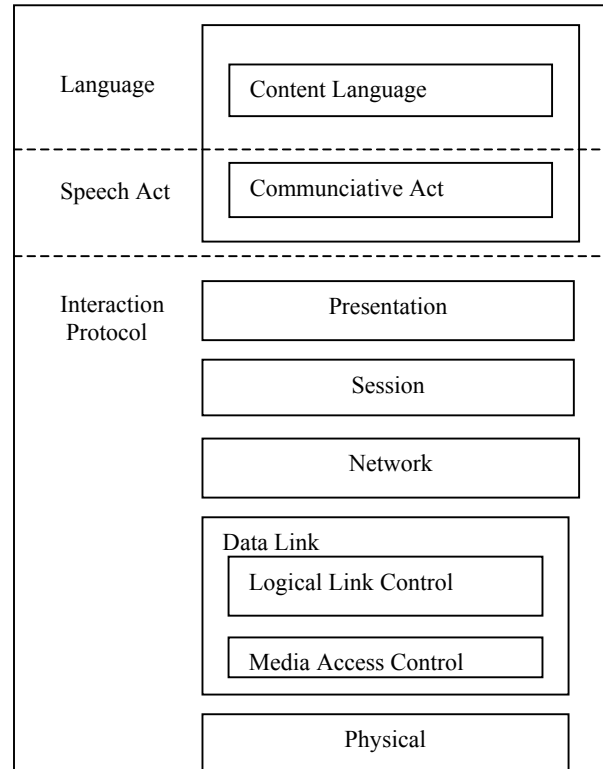 Language
Content Language
Speech Act
Communciative Act
Interaction
Protocol
Presentation
Session
Network
Data Link
Logical Link Control
Media Access Control
Physical